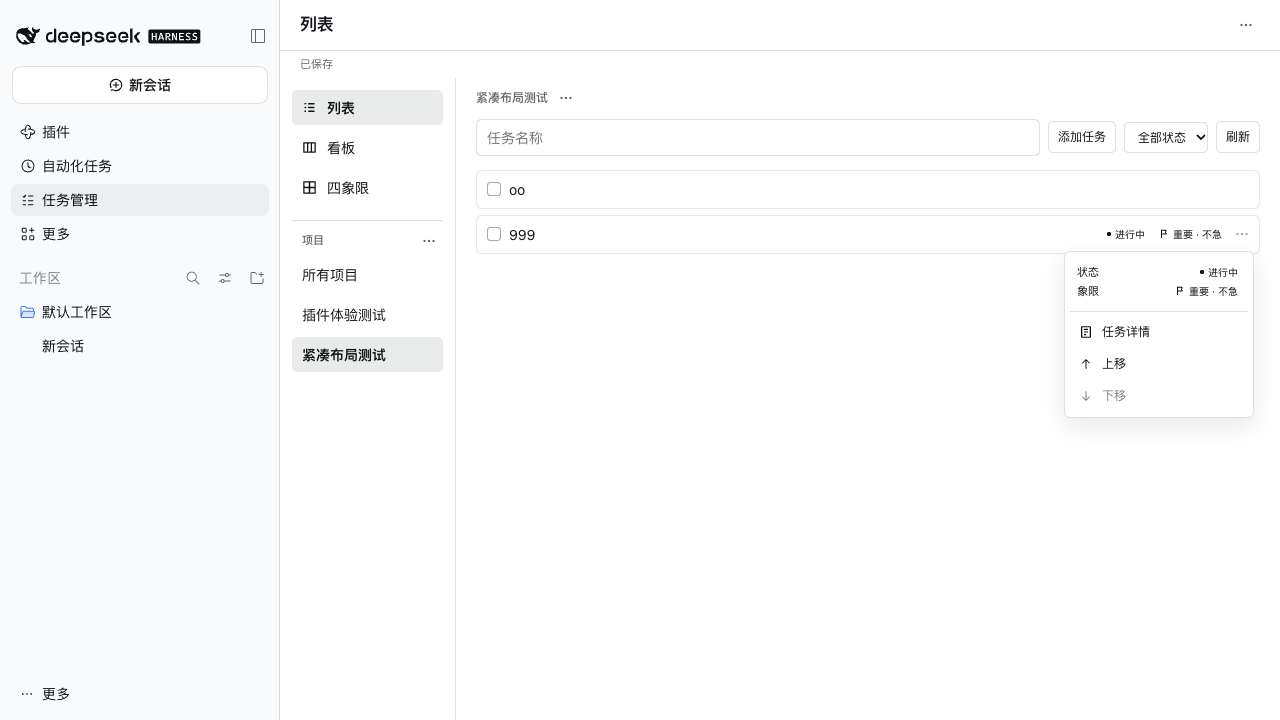 deepseek HARNESS
新会话
插件
自动化任务
任务管理
更多
工作区
默认工作区
新会话
更多
列表
已保存
列表
看板
四象限
项目
所有项目
插件体验测试
紧凑布局测试
紧凑布局测试
任务名称
添加任务
全部状态
刷新
oo
999
进行中
重要 · 不急
状态
进行中
象限
重要 · 不急
任务详情
上移
下移